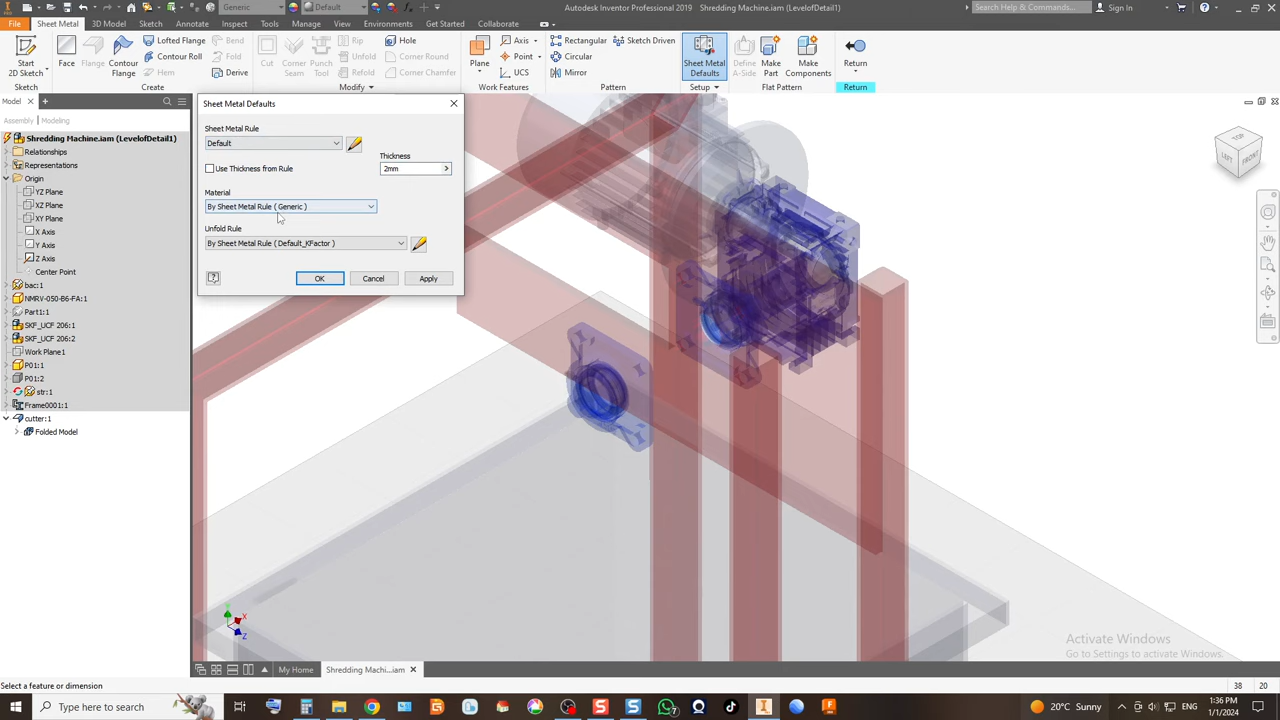 Generic
Default
Autodesk Inventor Professional 2019   Shredding Machine.iam (LevelofDetail1)
Search Help & Commands...
Sign In
File
Sheet Metal
3D Model
Sketch
Annotate
Inspect
Tools
Manage
View
Environments
Get Started
Collaborate
Start
2D Sketch
Face
Flange
Contour
Flange
Lofted Flange
Contour Roll
Hem
Bend
Fold
Derive
Cut
Corner
Seam
Punch
Tool
Rip
Unfold
Refold
Hole
Corner Round
Corner Chamfer
Plane
Axis
Point
UCS
Rectangular
Circular
Mirror
Sketch Driven
Sheet Metal
Defaults
Define
A-Side
Make
Part
Make
Components
Return
Sketch
Create
Modify
Work Features
Pattern
Setup
Flat Pattern
Return
Model
Assembly
Modeling
Shredding Machine.iam (LevelofDetail1)
Relationships
Representations
Origin
YZ Plane
XZ Plane
XY Plane
X Axis
Y Axis
Z Axis
Center Point
bac:1
NMRV-050-B6-FA:1
Part1:1
SKF_UCF 206:1
SKF_UCF 206:2
Work Plane1
P01:1
P01:2
str:1
Frame0001:1
cutter:1
Folded Model
Sheet Metal Defaults
Sheet Metal Rule
Default
Use Thickness from Rule
Thickness
2mm
Material
By Sheet Metal Rule ( Generic )
Unfold Rule
By Sheet Metal Rule ( Default_KFactor )
OK
Cancel
Apply
TOP
LEFT
FRONT
Y
X
Z
Activate Windows
Go to Settings to activate Windows.
My Home
Shredding Machi...iam
Select a feature or dimension
38
20
Type here to search
7
20°C Sunny
1:36 PM
1/1/2024